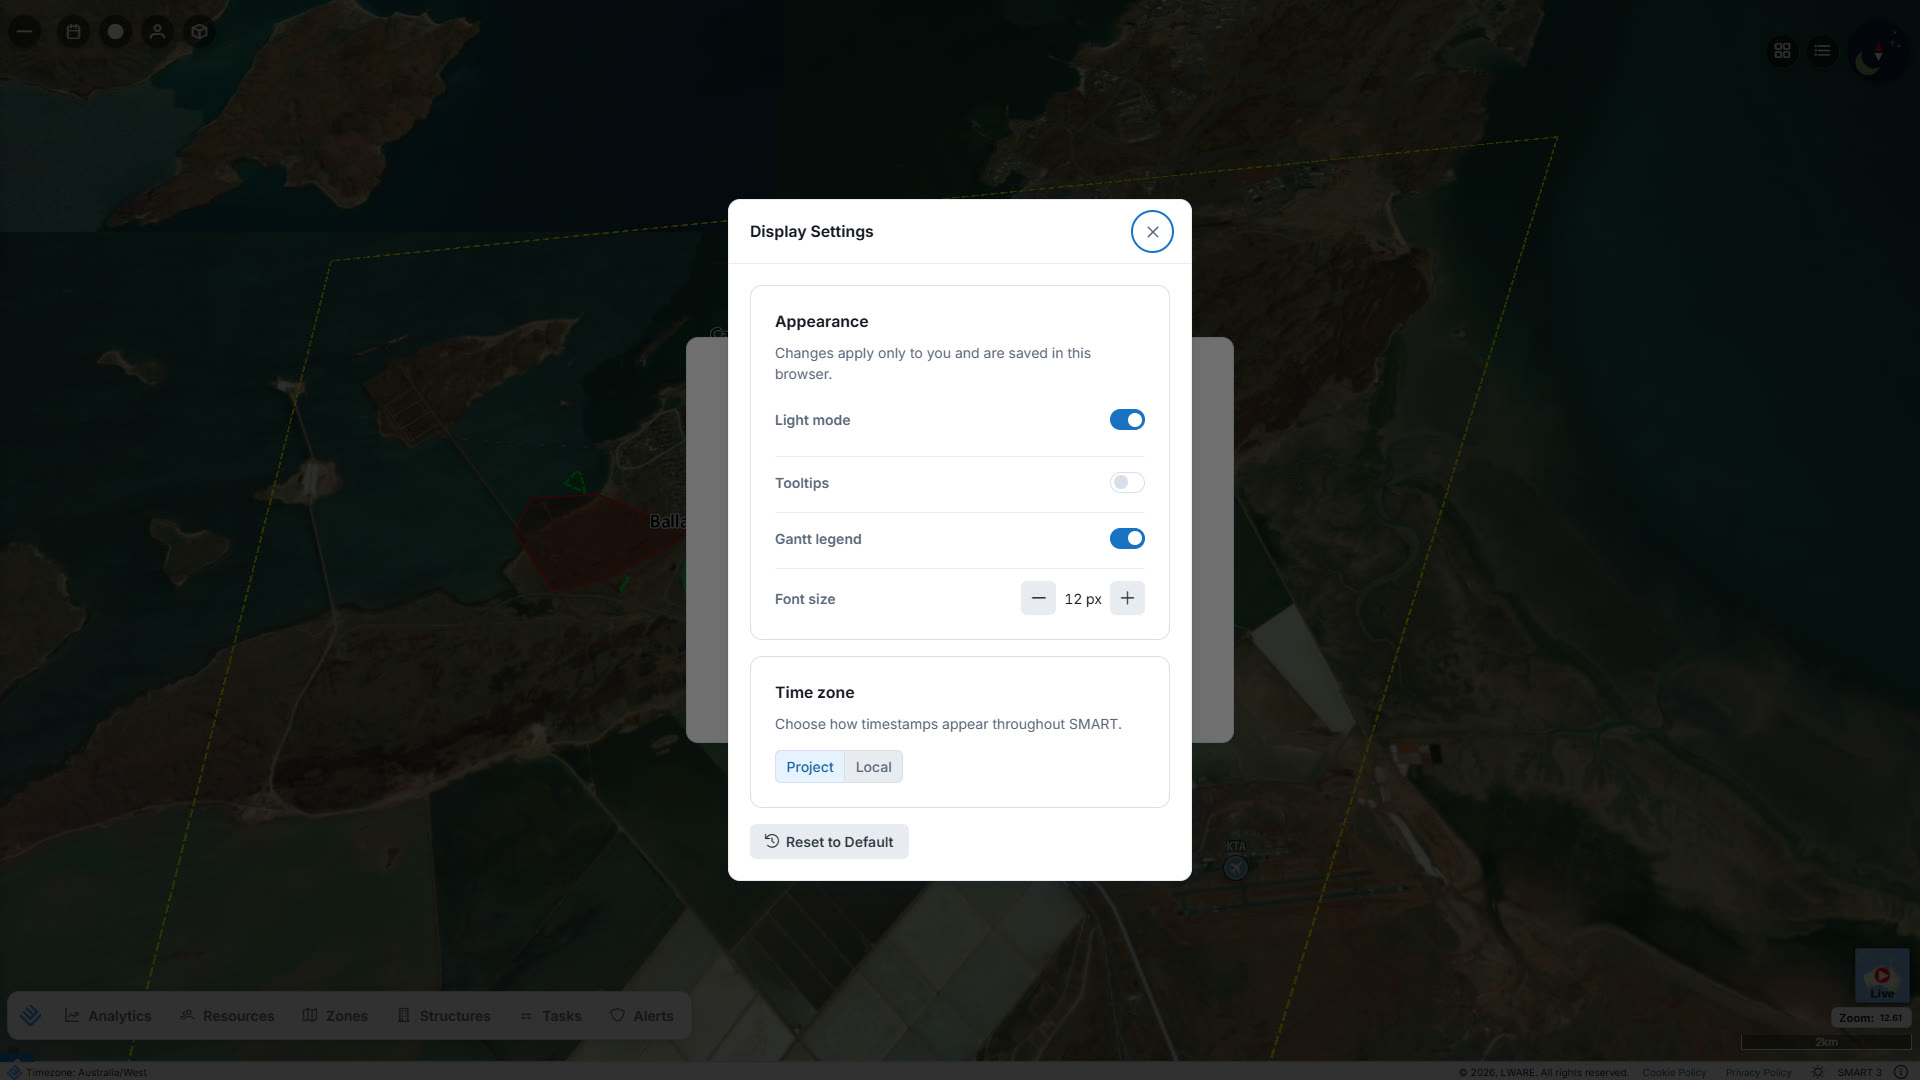 Display Settings
Appearance
Changes apply only to you and are saved in this
browser.
Light mode
Tooltips
Balla
Gantt legend
Font size
12 px
Time zone
Choose how timestamps appear throughout SMART.
Project
Local
Reset to Default
KTA
Live
Analytics
Resources
Zones
Structures
Tasks
Alerts
Zoom: 12.61
2km
Timezone: Australia/West
© 2026, LWARE. All rights reserved.
Cookie Policy
Privacy Policy
SMART 3